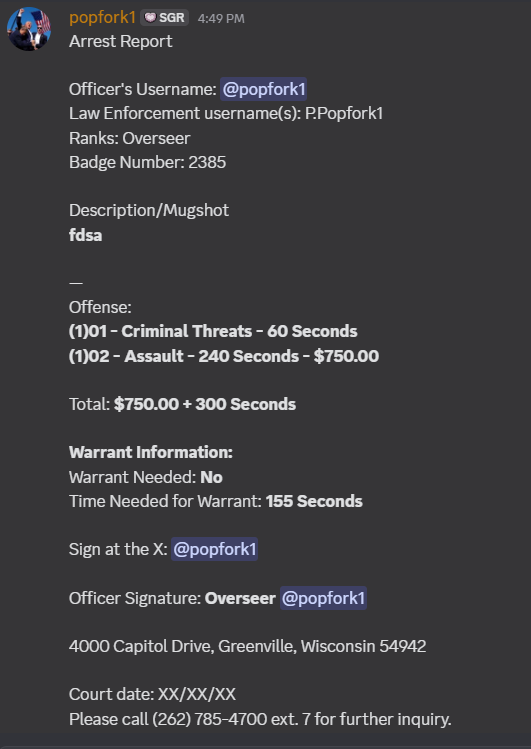 popfork1 SGR 4:49 PM
Arrest Report
Officer's Username: @popfork1
Law Enforcement username(s): P.Popfork1
Ranks: Overseer
Badge Number: 2385
Description/Mugshot
fdsa
—
Offense:
(1)01 - Criminal Threats - 60 Seconds
(1)02 - Assault - 240 Seconds - $750.00
Total: $750.00 + 300 Seconds
Warrant Information:
Warrant Needed: No
Time Needed for Warrant: 155 Seconds
Sign at the X: @popfork1
Officer Signature: Overseer @popfork1
4000 Capitol Drive, Greenville, Wisconsin 54942
Court date: XX/XX/XX
Please call (262) 785-4700 ext. 7 for further inquiry.